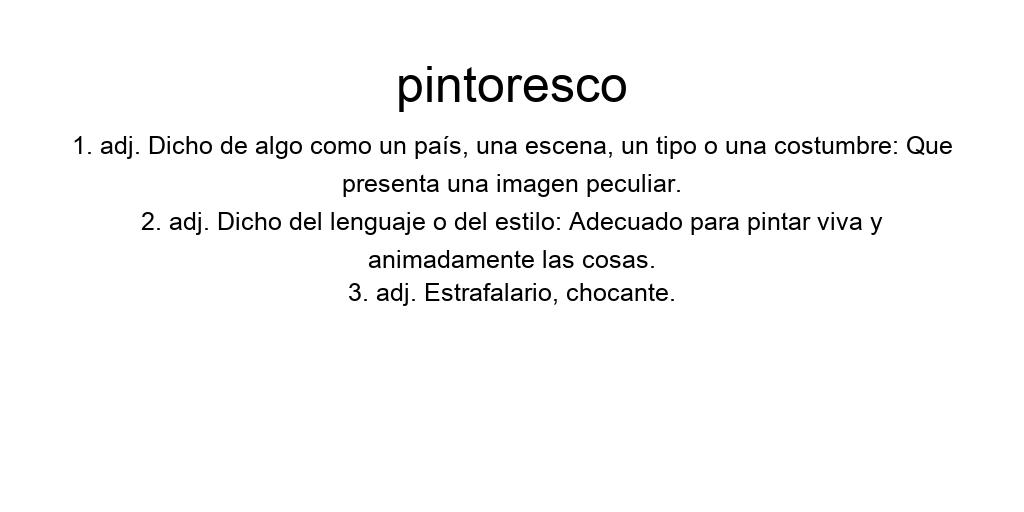 pintoresco
1. adj. Dicho de algo como un país, una escena, un tipo o una costumbre: Que
presenta una imagen peculiar.
2. adj. Dicho del lenguaje o del estilo: Adecuado para pintar viva y
animadamente las cosas.
3. adj. Estrafalario, chocante.